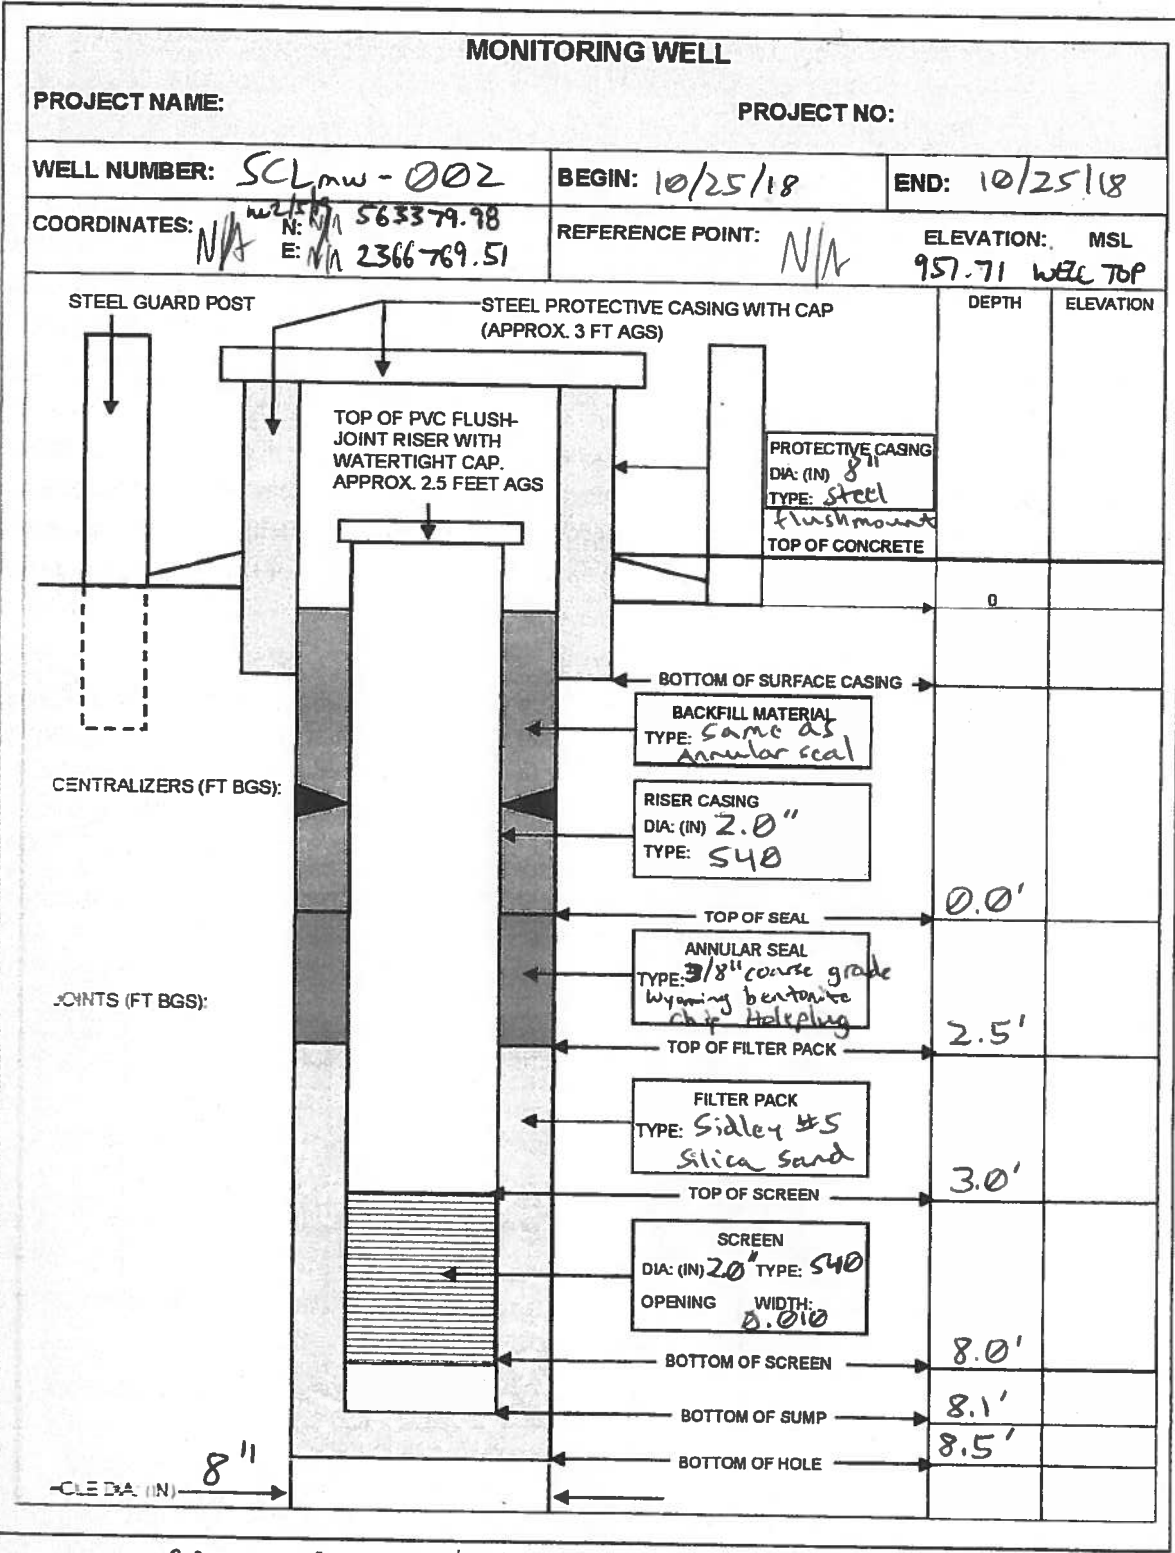 MONITORING WELL
PROJECT NAME:
PROJECT NO:
WELL NUMBER: SCLmw-002
BEGIN: 10/25/18
END: 10/25/18
COORDINATES: N/A
N: N/A 563379.98
E: N/A 2366769.51
REFERENCE POINT: N/A
ELEVATION: MSL
957.71 WELL TOP
DEPTH
ELEVATION
STEEL GUARD POST
STEEL PROTECTIVE CASING WITH CAP
(APPROX. 3 FT AGS)
TOP OF PVC FLUSH-
JOINT RISER WITH
WATERTIGHT CAP.
APPROX. 2.5 FEET AGS
PROTECTIVE CASING
DIA: (IN) 8"
TYPE: Steel
flushmount
TOP OF CONCRETE
0
BOTTOM OF SURFACE CASING
BACKFILL MATERIAL
TYPE: Same as
Annular seal
CENTRALIZERS (FT BGS):
RISER CASING
DIA: (IN) 2.0"
TYPE: S40
TOP OF SEAL 0.0'
ANNULAR SEAL
TYPE: 3/8" coarse grade
Wyoming bentonite
chip Holeplug
JOINTS (FT BGS):
TOP OF FILTER PACK 2.5'
FILTER PACK
TYPE: Sidley #5
Silica Sand
TOP OF SCREEN 3.0'
SCREEN
DIA: (IN) 2.0" TYPE: S40
OPENING WIDTH:
0.010
BOTTOM OF SCREEN 8.0'
BOTTOM OF SUMP 8.1'
BOTTOM OF HOLE 8.5'
HOLE DIA: (IN) 8"